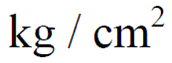 kg / cm²